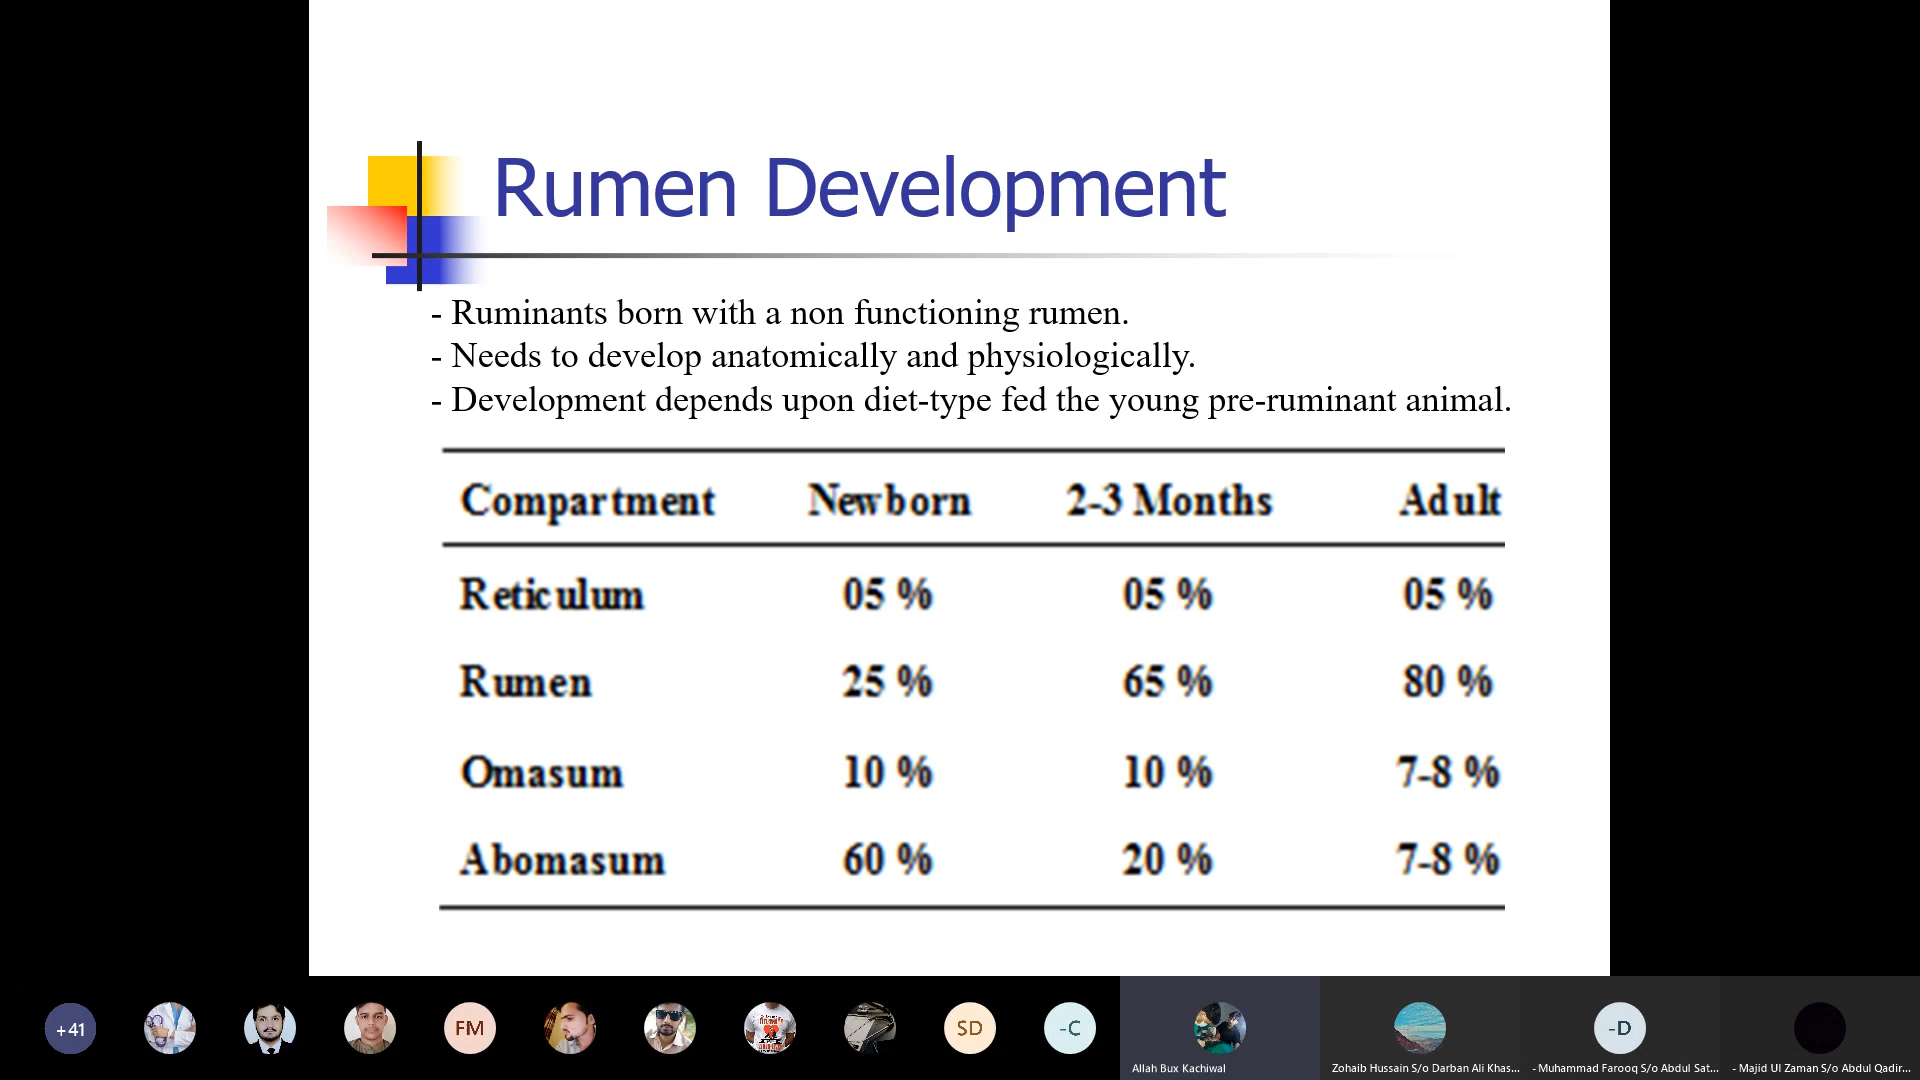 Rumen Development
- Ruminants born with a non functioning rumen.
- Needs to develop anatomically and physiologically.
- Development depends upon diet-type fed the young pre-ruminant animal.
Compartment Newborn 2-3 Months Adult
Reticulum 05 % 05 % 05 %
Rumen 25 % 65 % 80 %
Omasum 10 % 10 % 7-8 %
Abomasum 60 % 20 % 7-8 %
+41 FM SD -C -D
Allah Bux Kachiwal Zohaib Hussain S/o Darban Ali Khas... - Muhammad Farooq S/o Abdul Sat... - Majid Ul Zaman S/o Abdul Qadir...